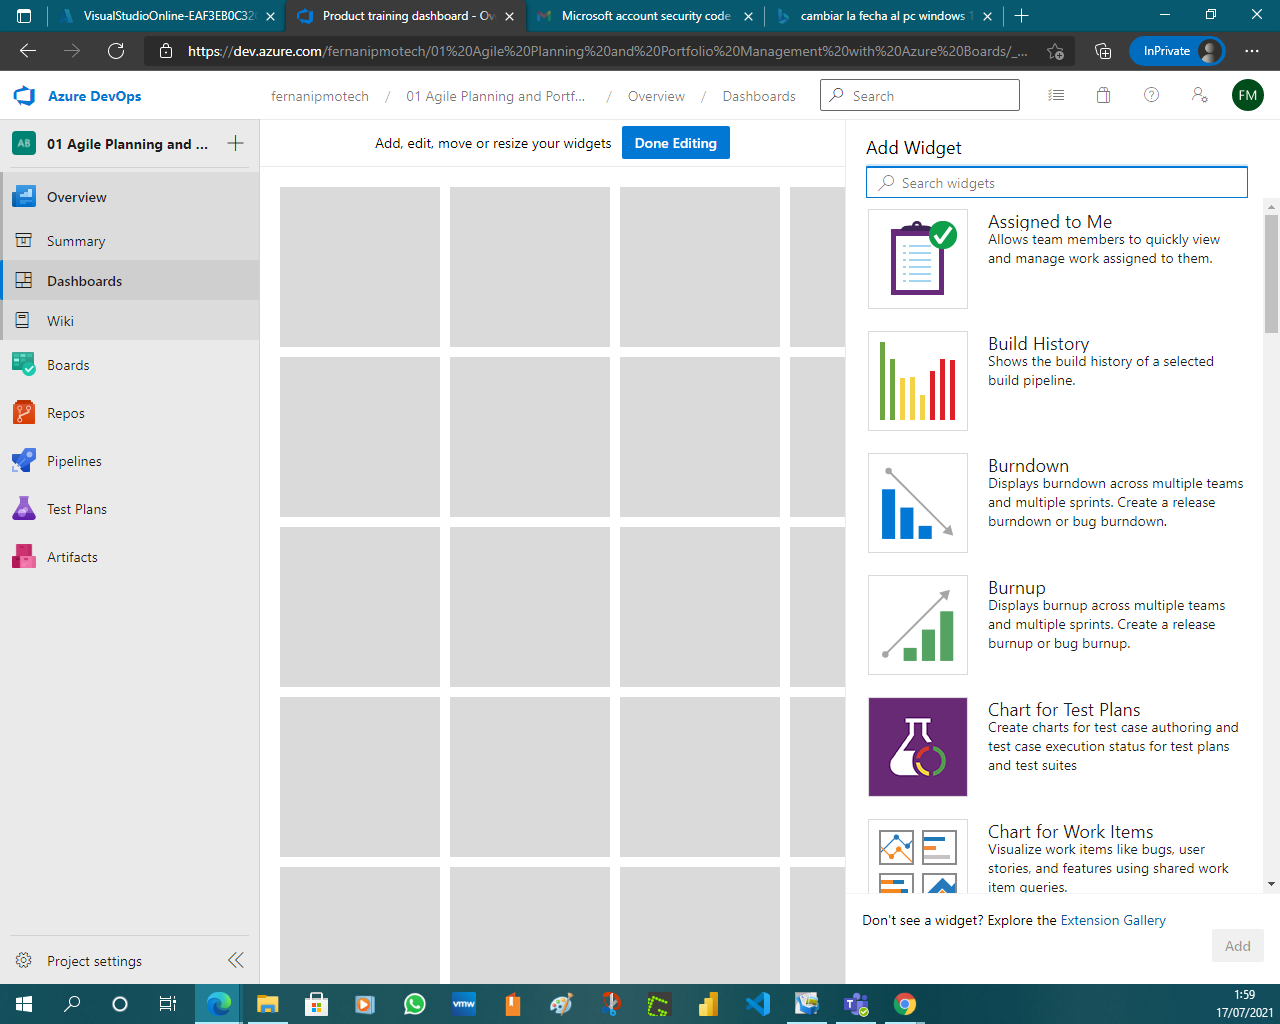 VisualStudioOnline-EAF3EB0C32
Product training dashboard - Ov
Microsoft account security code
cambiar la fecha al pc windows 1
https://dev.azure.com/fernanipmotech/01%20Agile%20Planning%20and%20Portfolio%20Management%20with%20Azure%20Boards/_...
InPrivate
Azure DevOps
fernanipmotech / 01 Agile Planning and Portf... / Overview / Dashboards
Search
FM
AB
01 Agile Planning and ...
Overview
Summary
Dashboards
Wiki
Boards
Repos
Pipelines
Test Plans
Artifacts
Project settings
Add, edit, move or resize your widgets
Done Editing
Add Widget
Search widgets
Assigned to Me
Allows team members to quickly view
and manage work assigned to them.
Build History
Shows the build history of a selected
build pipeline.
Burndown
Displays burndown across multiple teams
and multiple sprints. Create a release
burndown or bug burndown.
Burnup
Displays burnup across multiple teams
and multiple sprints. Create a release
burnup or bug burnup.
Chart for Test Plans
Create charts for test case authoring and
test case execution status for test plans
and test suites
Chart for Work Items
Visualize work items like bugs, user
stories, and features using shared work
item queries.
Don't see a widget? Explore the Extension Gallery
Add
vmw
1:59
17/07/2021